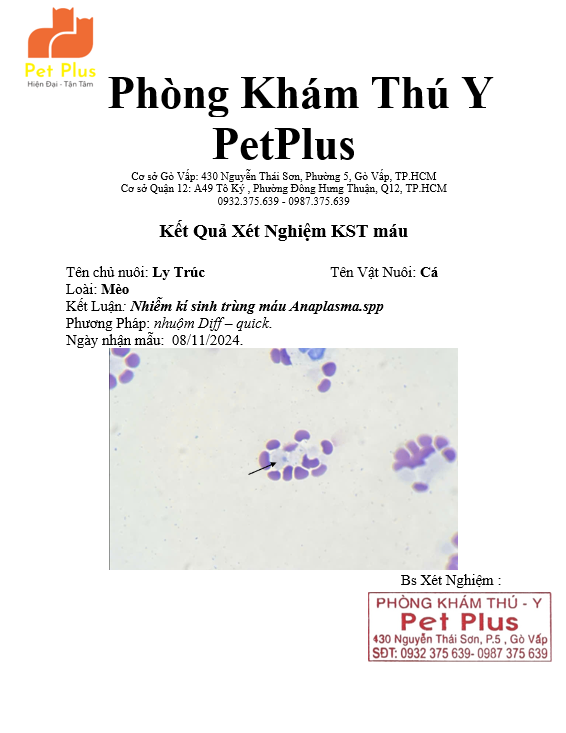 Pet Plus
Hiện Đại - Tận Tâm
Phòng Khám Thú Y
PetPlus
Cơ sở Gò Vấp: 430 Nguyễn Thái Sơn, Phường 5, Gò Vấp, TP.HCM
Cơ sở Quận 12: A49 Tô Ký , Phường Đông Hưng Thuận, Q12, TP.HCM
0932.375.639 - 0987.375.639
Kết Quả Xét Nghiệm KST máu
Tên chủ nuôi: Ly Trúc Tên Vật Nuôi: Cá
Loài: Mèo
Kết Luận: Nhiễm kí sinh trùng máu Anaplasma.spp
Phương Pháp: nhuộm Diff – quick.
Ngày nhận mẫu: 08/11/2024.
Bs Xét Nghiệm :
PHÒNG KHÁM THÚ - Y
Pet Plus
430 Nguyễn Thái Sơn, P.5 , Gò Vấp
SĐT: 0932 375 639- 0987 375 639